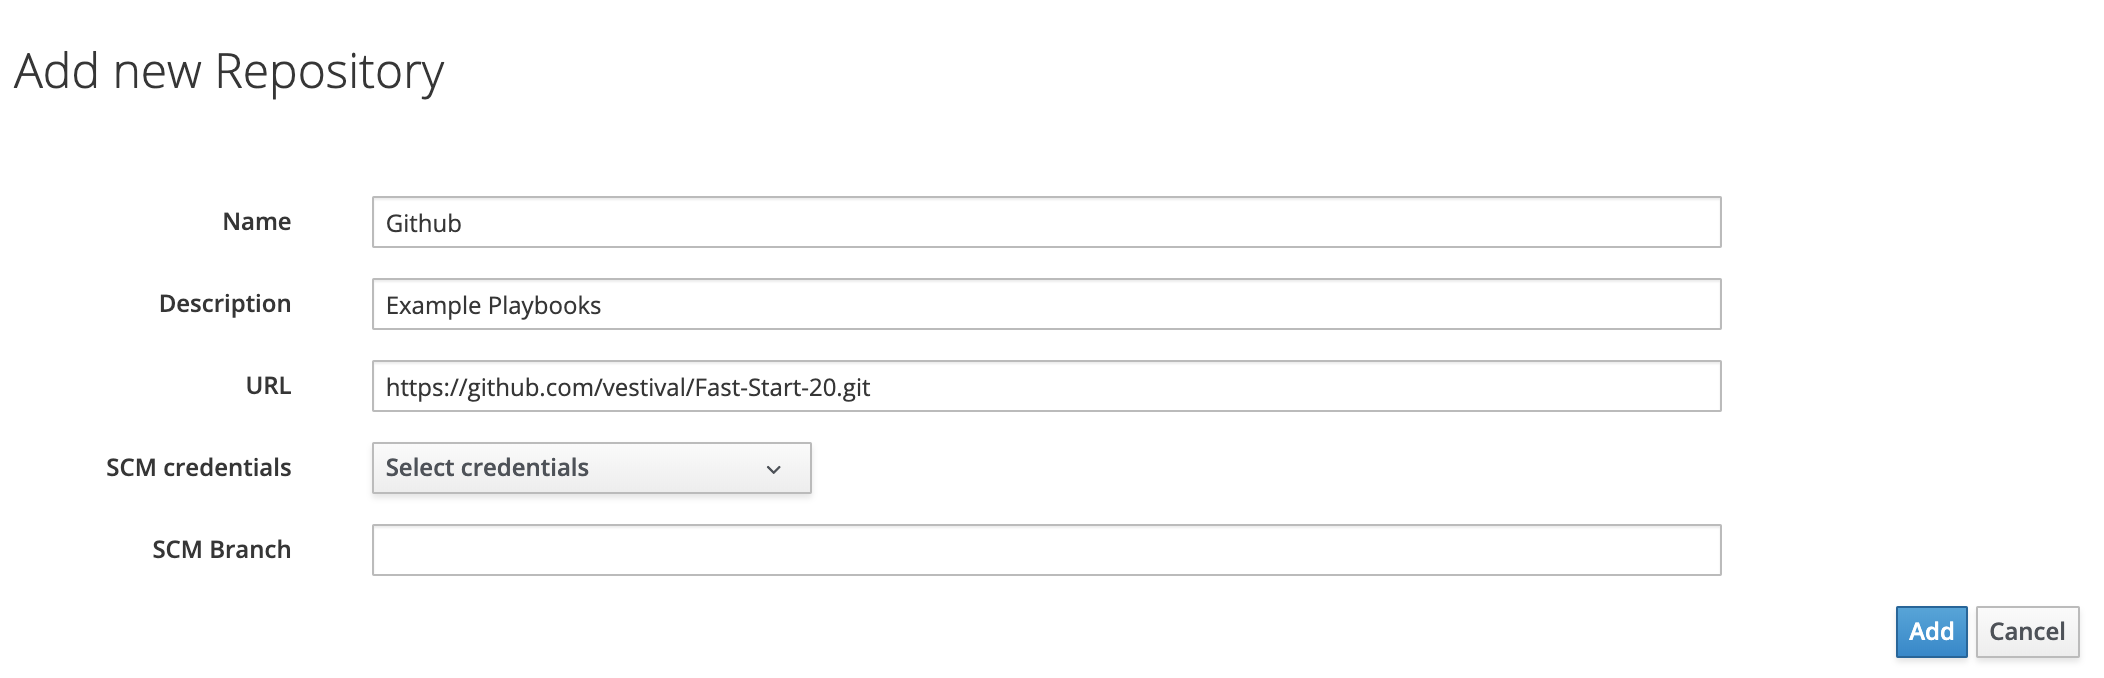 Add new Repository
Name Github
Description Example Playbooks
URL https://github.com/vestival/Fast-Start-20.git
SCM credentials Select credentials
SCM Branch
Add Cancel